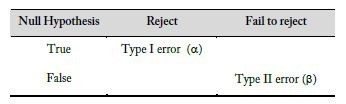 Null Hypothesis Reject Fail to reject
True Type I error (α)
False Type II error (β)